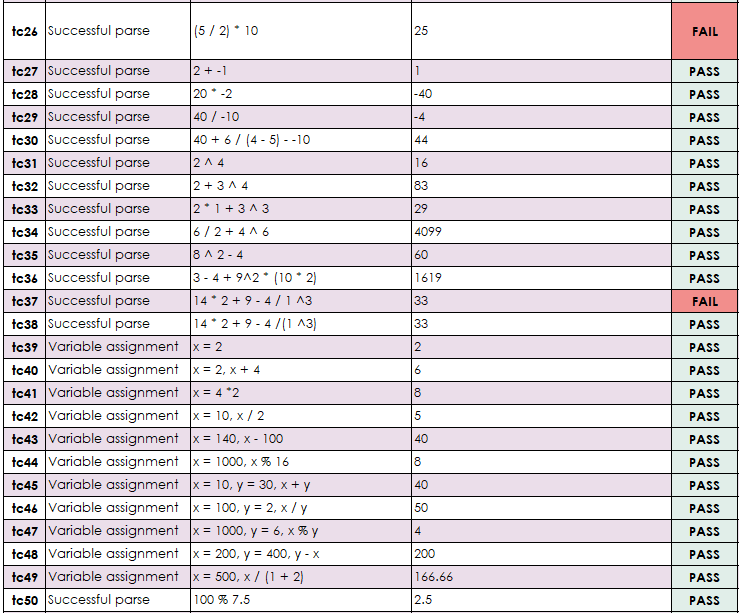 tc26 Successful parse (5 / 2) * 10 25 FAIL
tc27 Successful parse 2 + -1 1 PASS
tc28 Successful parse 20 * -2 -40 PASS
tc29 Successful parse 40 / -10 -4 PASS
tc30 Successful parse 40 + 6 / (4 - 5) - -10 44 PASS
tc31 Successful parse 2 ^ 4 16 PASS
tc32 Successful parse 2 + 3 ^ 4 83 PASS
tc33 Successful parse 2 * 1 + 3 ^ 3 29 PASS
tc34 Successful parse 6 / 2 + 4 ^ 6 4099 PASS
tc35 Successful parse 8 ^ 2 - 4 60 PASS
tc36 Successful parse 3 - 4 + 9^2 * (10 * 2) 1619 PASS
tc37 Successful parse 14 * 2 + 9 - 4 / 1 ^3 33 FAIL
tc38 Successful parse 14 * 2 + 9 - 4 /(1 ^3) 33 PASS
tc39 Variable assignment x = 2 2 PASS
tc40 Variable assignment x = 2, x + 4 6 PASS
tc41 Variable assignment x = 4 *2 8 PASS
tc42 Variable assignment x = 10, x / 2 5 PASS
tc43 Variable assignment x = 140, x - 100 40 PASS
tc44 Variable assignment x = 1000, x % 16 8 PASS
tc45 Variable assignment x = 10, y = 30, x + y 40 PASS
tc46 Variable assignment x = 100, y = 2, x / y 50 PASS
tc47 Variable assignment x = 1000, y = 6, x % y 4 PASS
tc48 Variable assignment x = 200, y = 400, y - x 200 PASS
tc49 Variable assignment x = 500, x / (1 + 2) 166.66 PASS
tc50 Successful parse 100 % 7.5 2.5 PASS